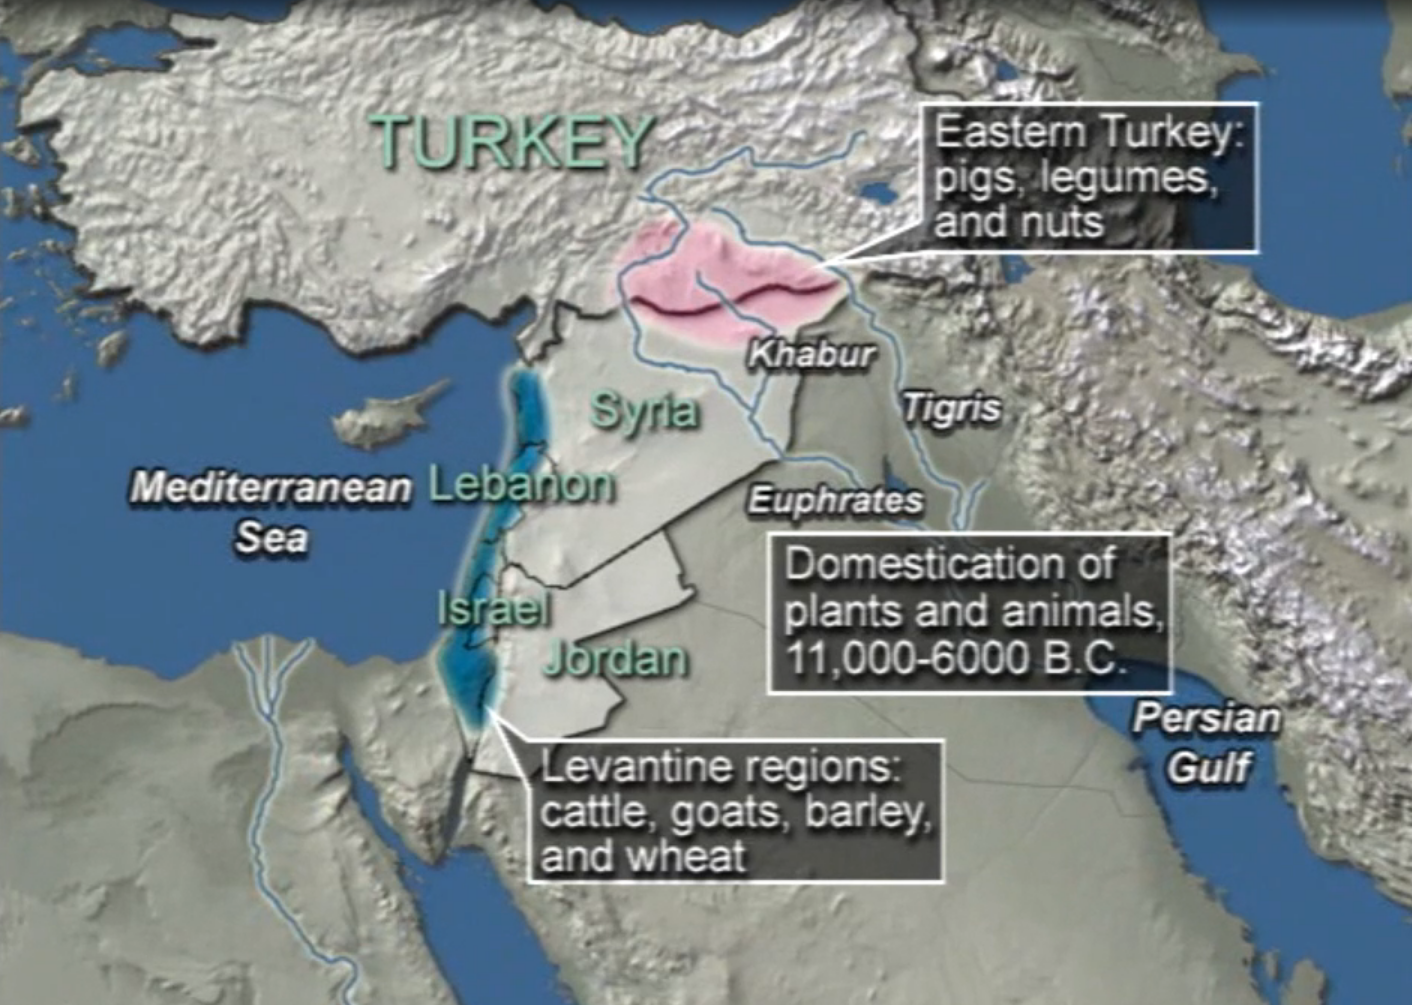 TURKEY
Eastern Turkey:
pigs, legumes,
and nuts
Khabur
Syria
Tigris
Mediterranean
Sea
Lebanon
Euphrates
Domestication of
plants and animals,
11,000-6000 B.C.
Israel
Jordan
Persian
Gulf
Levantine regions:
cattle, goats, barley,
and wheat